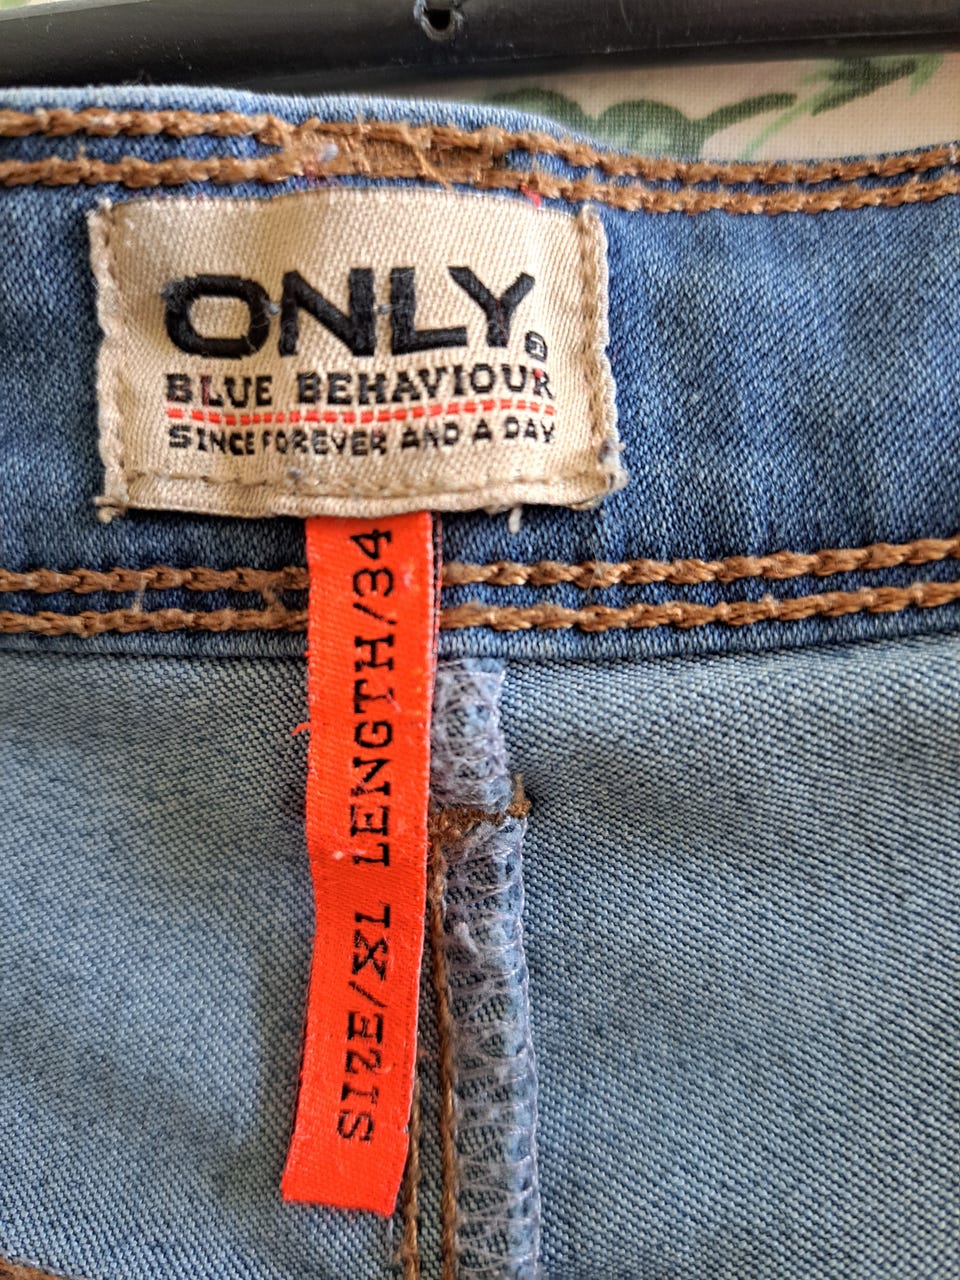 ONLY®
BLUE BEHAVIOUR
SINCE FOREVER AND A DAY
SIZE/XL LENGTH/34